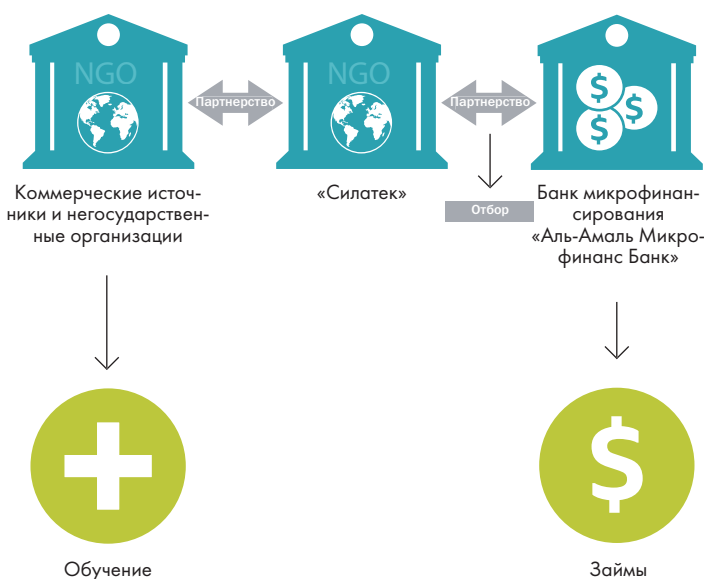 NGO
NGO
Партнерство
Партнерство
Коммерческие источ-
ники и негосударствен-
ные организации
«Силатек»
Отбор
Банк микрофинан-
сирования
«Аль-Амаль Микро-
финанс Банк»
$
$
$
$
Обучение
Займы